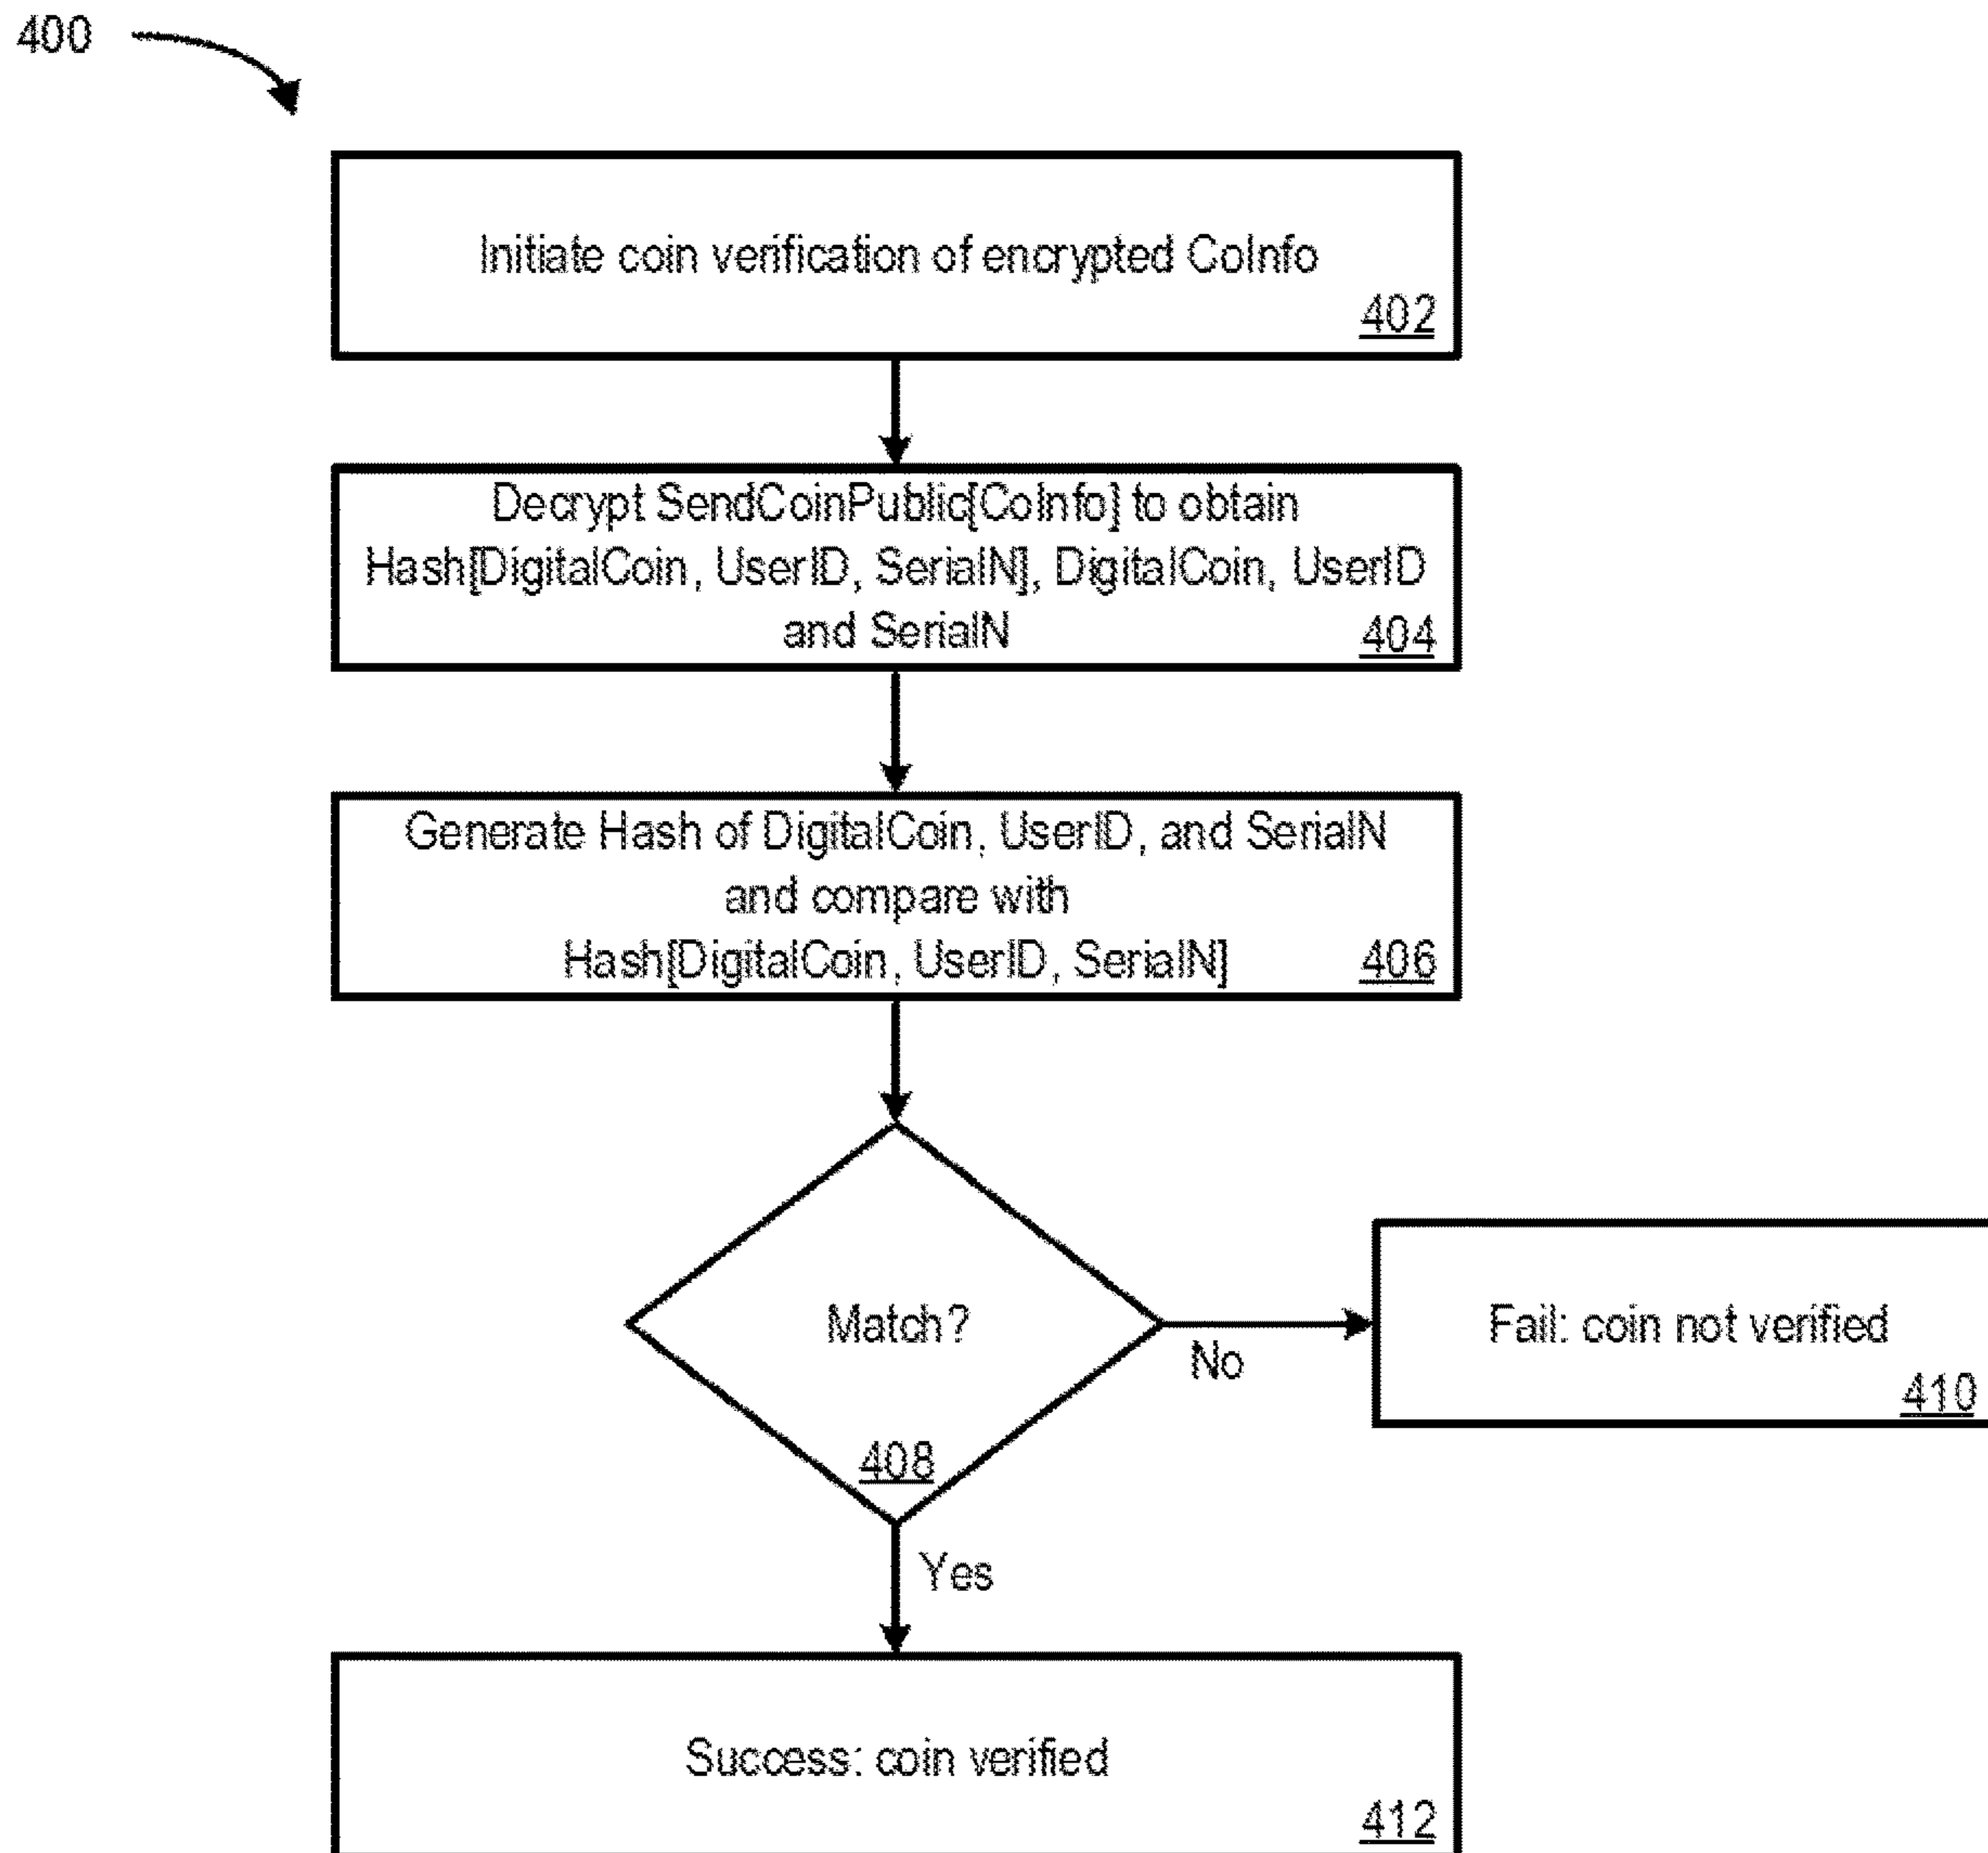 400
Initiate coin verification of encrypted CoInfo
402
Decrypt SendCoinPublic[CoInfo] to obtain
Hash[DigitalCoin, UserID, SerialN], DigitalCoin, UserID
and SerialN
404
Generate Hash of DigitalCoin, UserID, and SerialN
and compare with
Hash[DigitalCoin, UserID, SerialN]
406
Match?
408
No
Fail: coin not verified
410
Yes
Success: coin verified
412